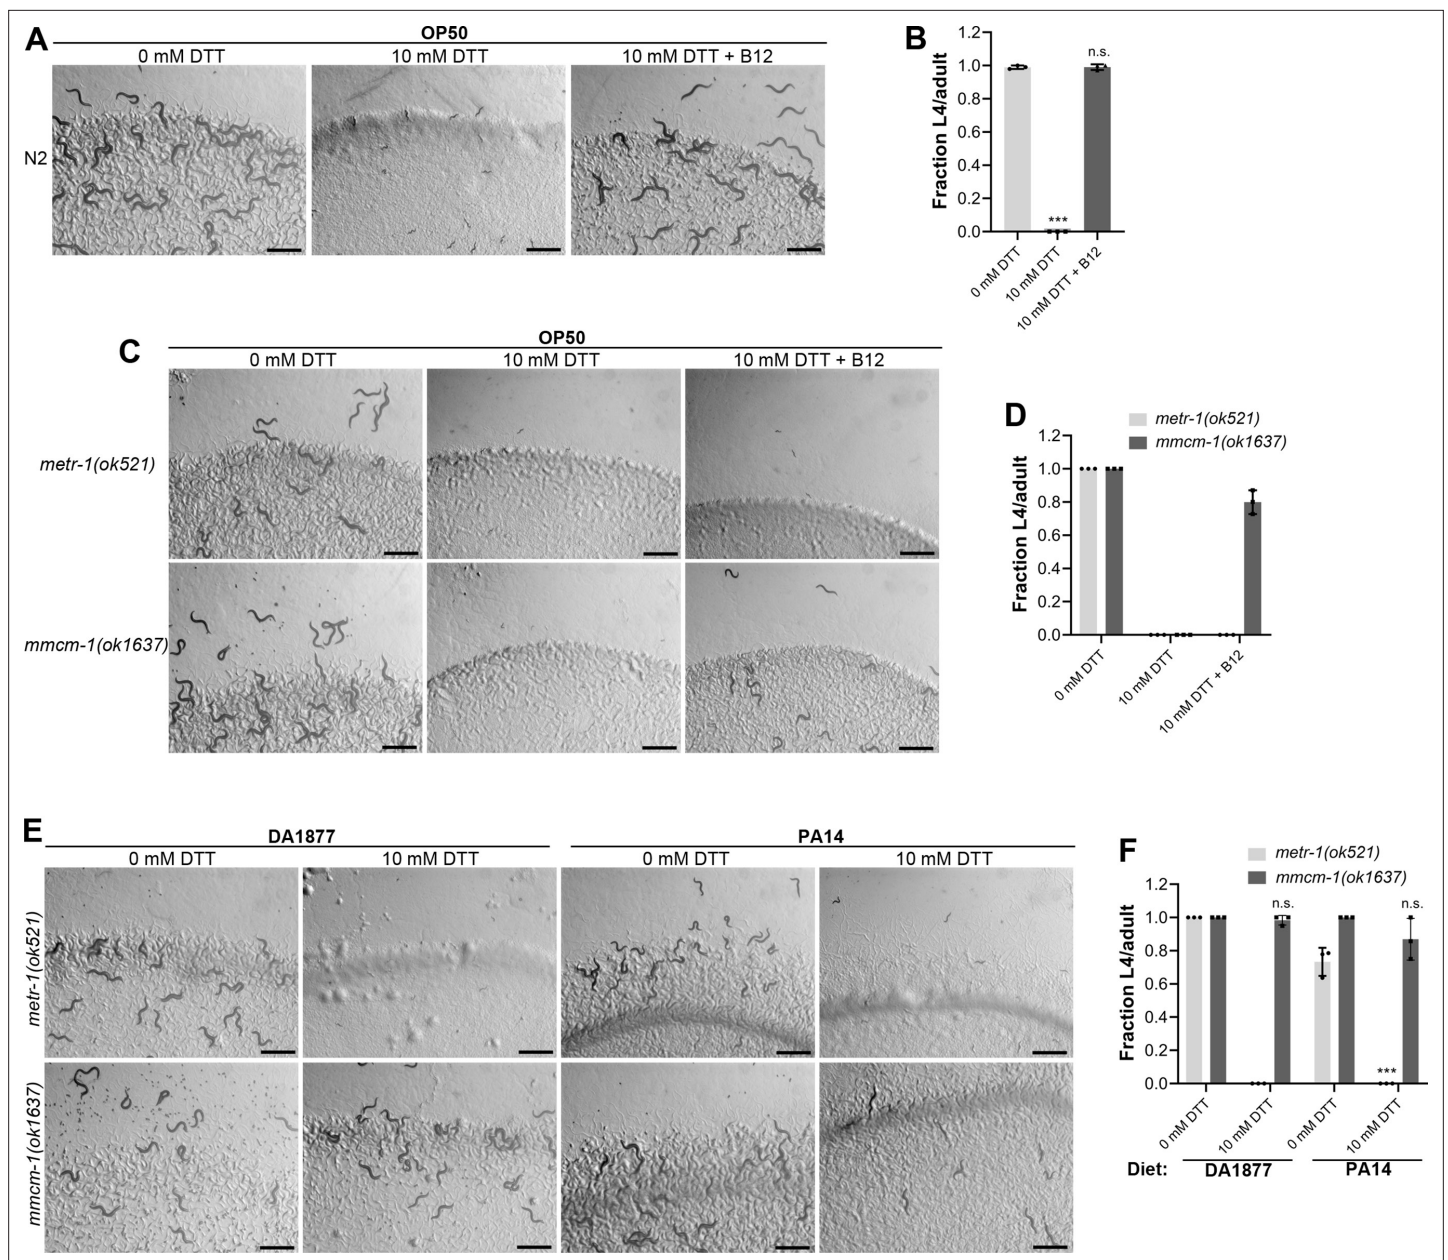 A
OP50
0 mM DTT 10 mM DTT 10 mM DTT + B12
N2
B
Fraction L4/adult
1.2
1.0
0.8
0.6
0.4
0.2
0.0
n.s.
***
0 mM DTT
10 mM DTT
10 mM DTT + B12
C
OP50
0 mM DTT 10 mM DTT 10 mM DTT + B12
metr-1(ok521)
mmcm-1(ok1637)
D
metr-1(ok521)
mmcm-1(ok1637)
Fraction L4/adult
1.2
1.0
0.8
0.6
0.4
0.2
0.0
0 mM DTT
10 mM DTT
10 mM DTT + B12
E
DA1877 PA14
0 mM DTT 10 mM DTT 0 mM DTT 10 mM DTT
metr-1(ok521)
mmcm-1(ok1637)
F
metr-1(ok521)
mmcm-1(ok1637)
Fraction L4/adult
1.2
1.0
0.8
0.6
0.4
0.2
0.0
n.s. n.s.
***
0 mM DTT
10 mM DTT
0 mM DTT
10 mM DTT
Diet: DA1877 PA14